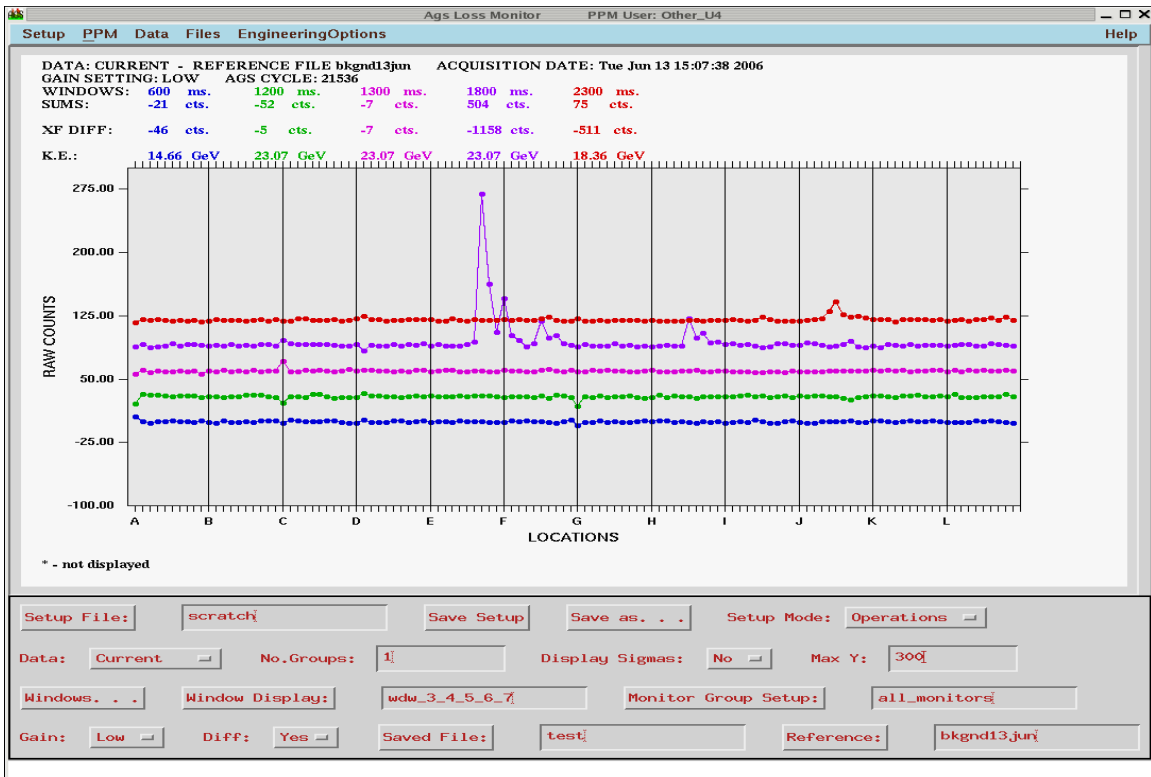 Ags Loss Monitor PPM User: Other_U4
Setup PPM Data Files EngineeringOptions Help
DATA: CURRENT - REFERENCE FILE bkgnd13jun ACQUISITION DATE: Tue Jun 13 15:07:38 2006
GAIN SETTING: LOW AGS CYCLE: 21536
WINDOWS: 600 ms. 1200 ms. 1300 ms. 1800 ms. 2300 ms.
SUMS: -21 cts. -52 cts. -7 cts. 504 cts. 75 cts.
XF DIFF: -46 cts. -5 cts. -7 cts. -1158 cts. -511 cts.
K.E.: 14.66 GeV 23.07 GeV 23.07 GeV 23.07 GeV 18.36 GeV
275.00
200.00
125.00
50.00
-25.00
-100.00
RAW COUNTS
A B C D E F G H I J K L
LOCATIONS
* - not displayed
Setup File: scratch Save Setup Save as. . . Setup Mode: Operations
Data: Current No.Groups: 1 Display Sigmas: No Max Y: 300
Windows. . . Window Display: wdw_3_4_5_6_7 Monitor Group Setup: all_monitors
Gain: Low Diff: Yes Saved File: test Reference: bkgnd13jun